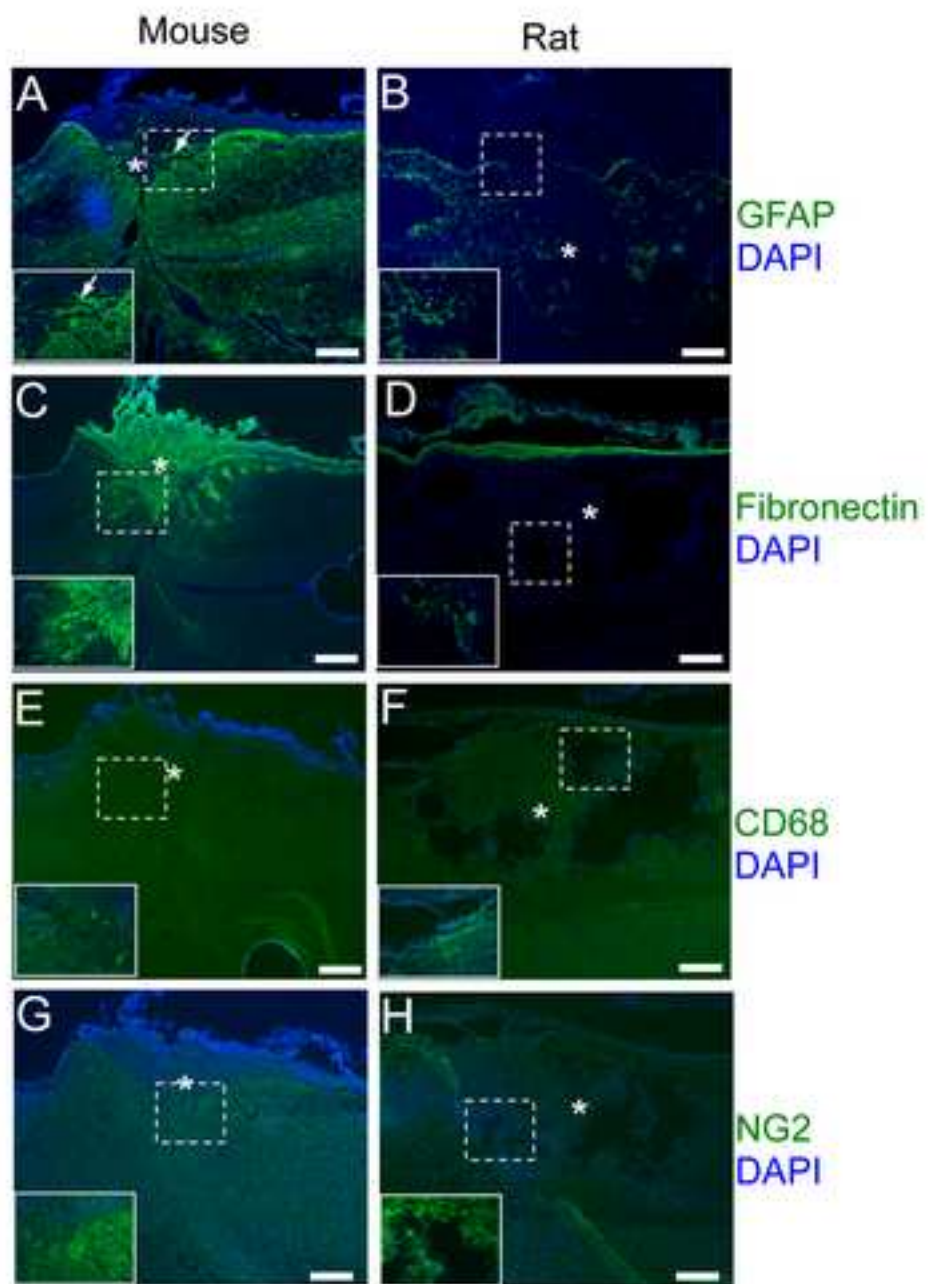 Mouse Rat
A B
GFAP
DAPI
C D
Fibronectin
DAPI
E F
CD68
DAPI
G H
NG2
DAPI